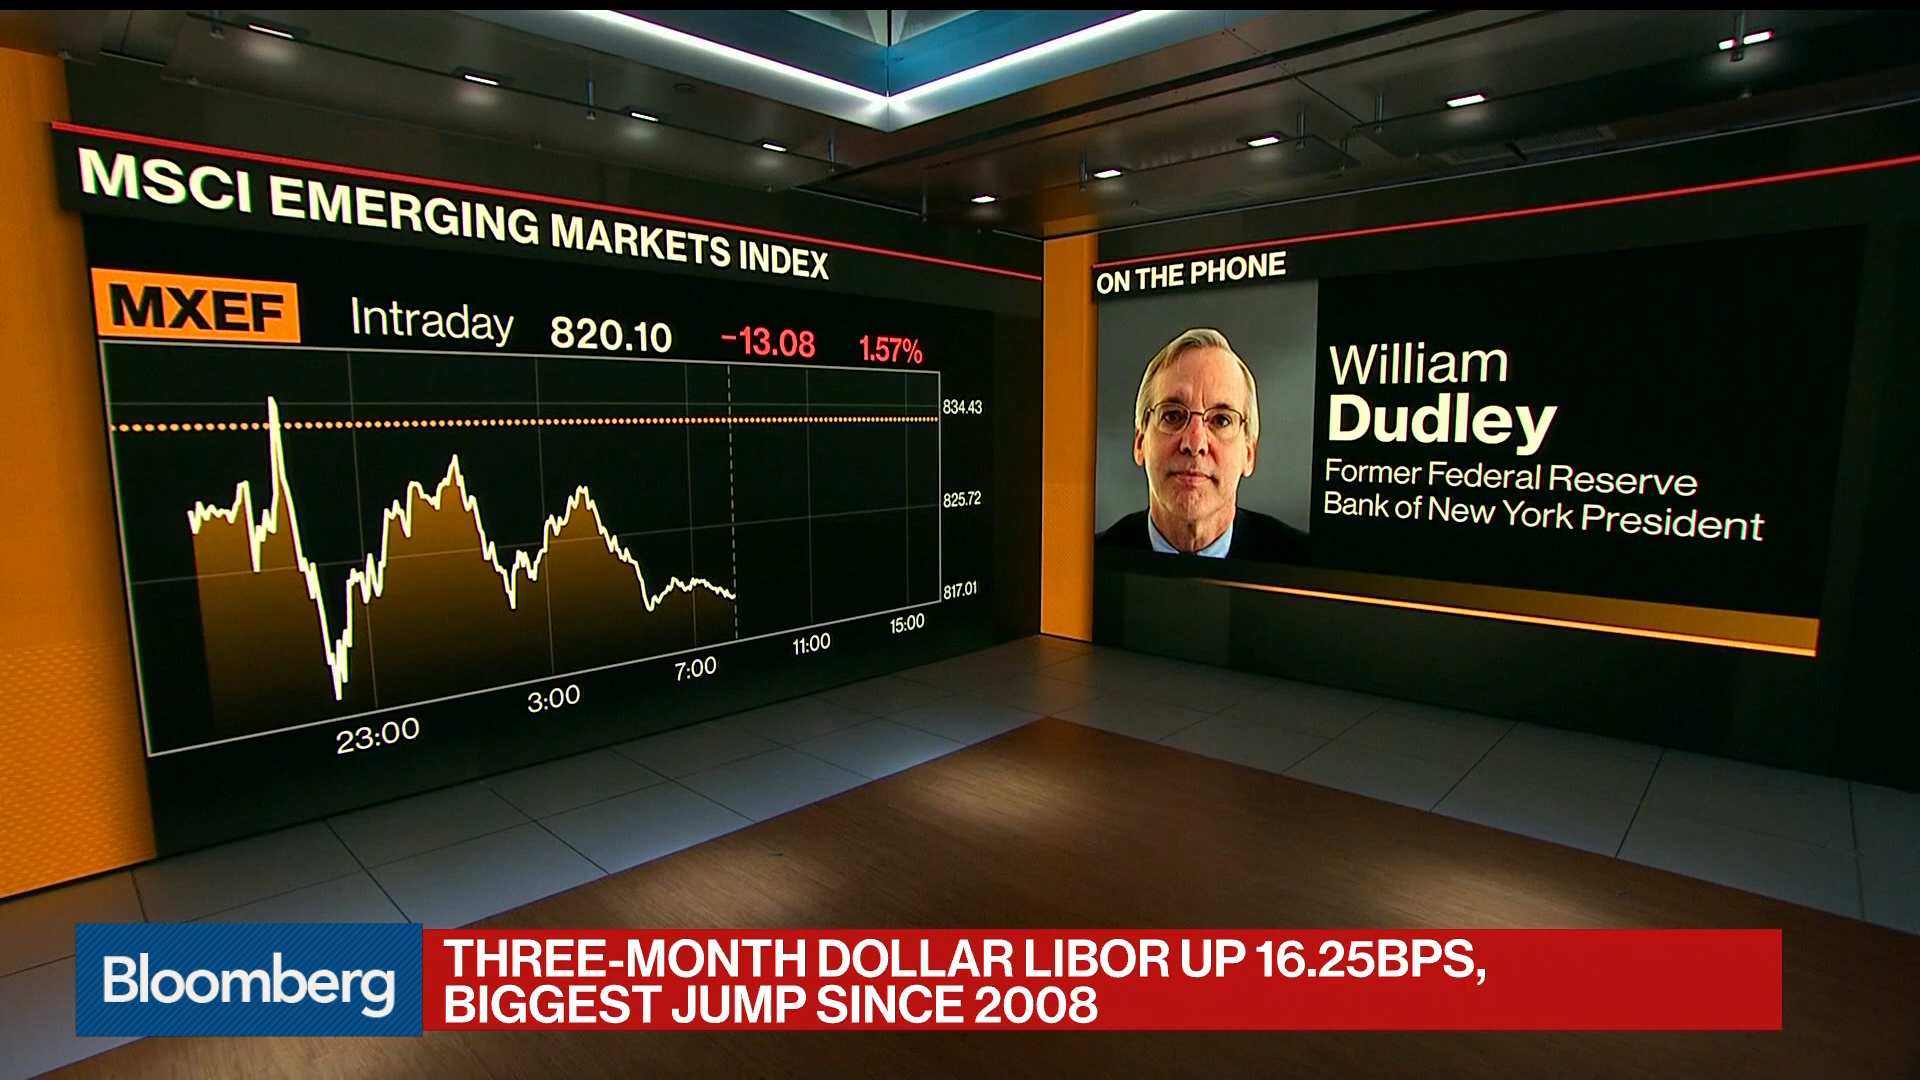 MSCI EMERGING MARKETS INDEX
MXEF Intraday 820.10 -13.08 1.57%
834.43
825.72
817.01
23:00 3:00 7:00 11:00 15:00
ON THE PHONE
William
Dudley
Former Federal Reserve
Bank of New York President
Bloomberg
THREE-MONTH DOLLAR LIBOR UP 16.25BPS,
BIGGEST JUMP SINCE 2008